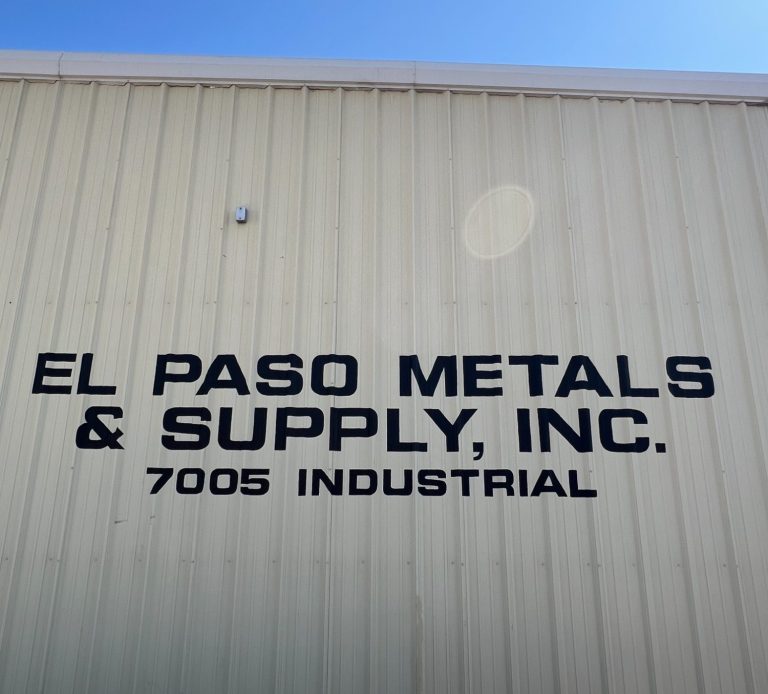 EL PASO METALS
& SUPPLY, INC.
7005 INDUSTRIAL